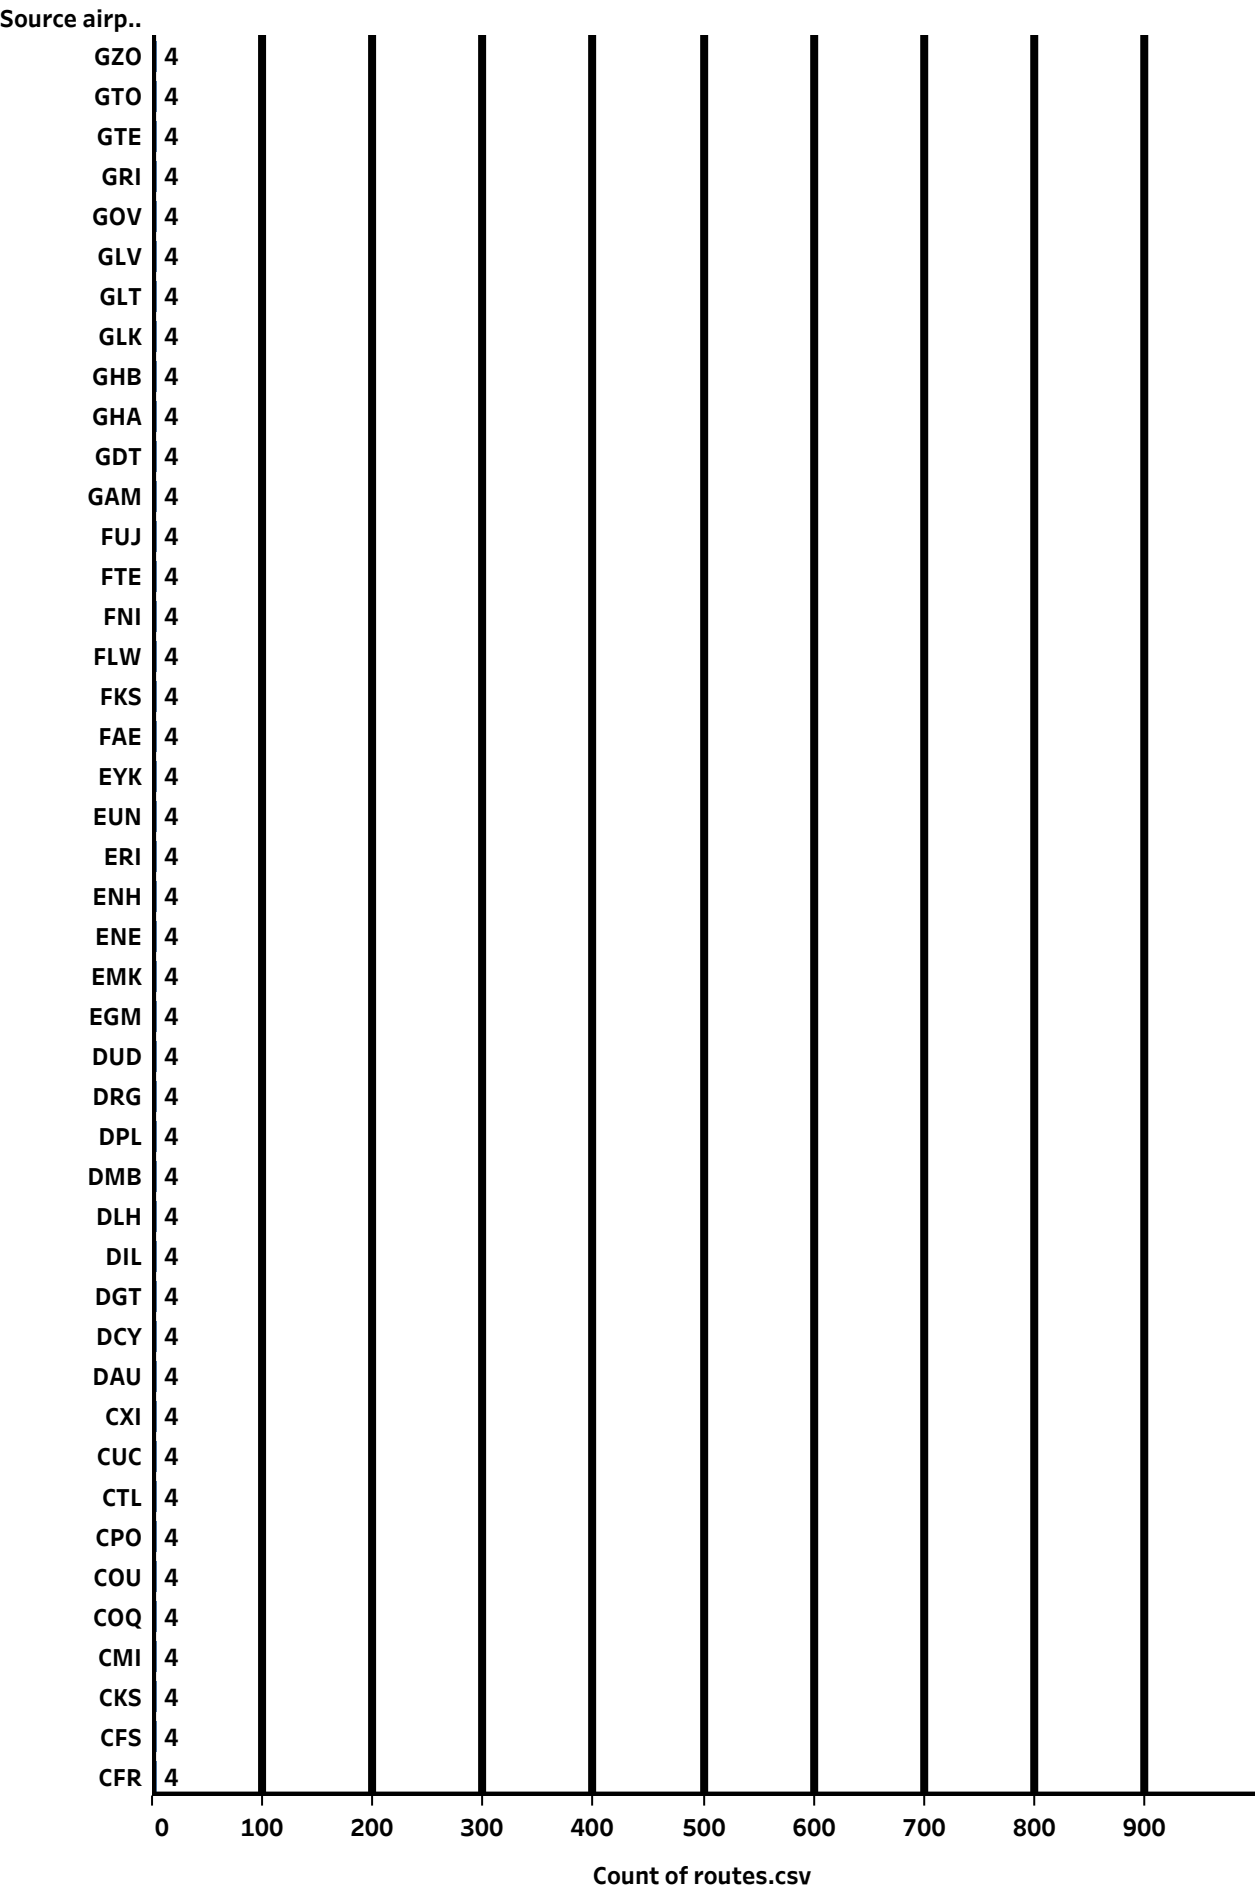 Source airp..
GZO 4
GTO 4
GTE 4
GRI 4
GOV 4
GLV 4
GLT 4
GLK 4
GHB 4
GHA 4
GDT 4
GAM 4
FUJ 4
FTE 4
FNI 4
FLW 4
FKS 4
FAE 4
EYK 4
EUN 4
ERI 4
ENH 4
ENE 4
EMK 4
EGM 4
DUD 4
DRG 4
DPL 4
DMB 4
DLH 4
DIL 4
DGT 4
DCY 4
DAU 4
CXI 4
CUC 4
CTL 4
CPO 4
COU 4
COQ 4
CMI 4
CKS 4
CFS 4
CFR 4
0 100 200 300 400 500 600 700 800 900
Count of routes.csv